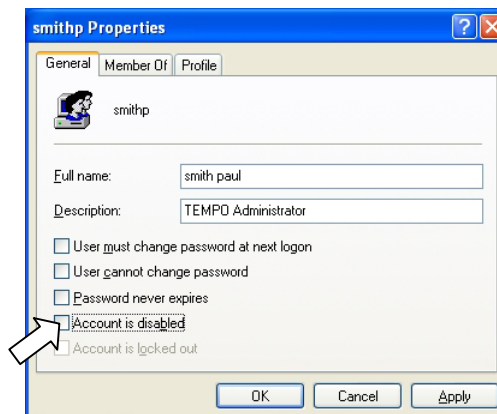 smithp Properties
General Member Of Profile
smithp
Full name: smith paul
Description: TEMPO Administrator
User must change password at next logon
User cannot change password
Password never expires
Account is disabled
Account is locked out
OK Cancel Apply